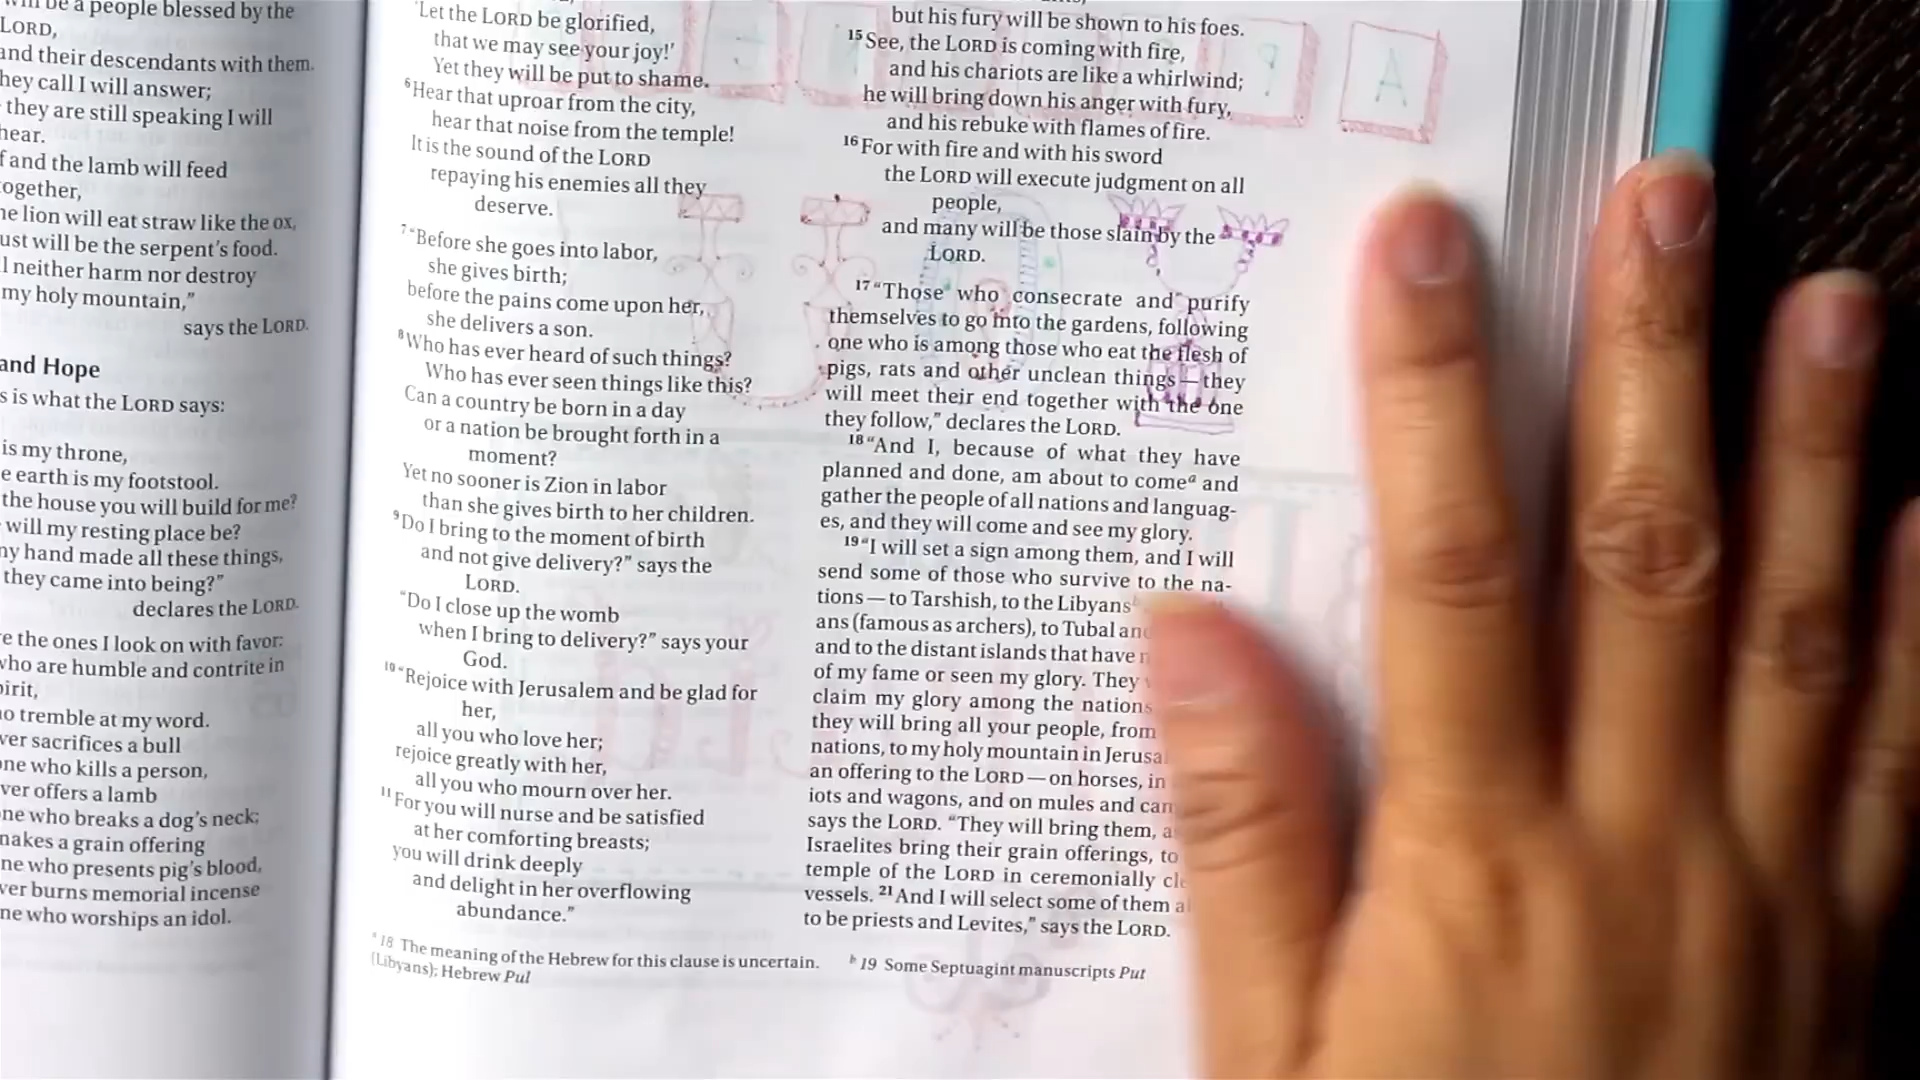 be a people blessed by the
LORD,
and their descendants with them.
they call I will answer;
they are still speaking I will
hear.
and the lamb will feed
together,
lion will eat straw like the ox,
will be the serpent's food.
neither harm nor destroy
my holy mountain,”
says the LORD.
and Hope
is what the LORD says:
is my throne,
earth is my footstool.
the house you will build for me?
will my resting place be?
my hand made all these things,
they came into being?”
declares the LORD.
the ones I look on with favor:
who are humble and contrite in
spirit,
who tremble at my word.
sacrifices a bull
one who kills a person,
offers a lamb
one who breaks a dog's neck;
makes a grain offering
one who presents pig's blood,
burns memorial incense
one who worships an idol.
'Let the LORD be glorified,
that we may see your joy!'
Yet they will be put to shame.
6 Hear that uproar from the city,
hear that noise from the temple!
It is the sound of the LORD
repaying his enemies all they
deserve.
7 “Before she goes into labor,
she gives birth;
before the pains come upon her,
she delivers a son.
8 Who has ever heard of such things?
Who has ever seen things like this?
Can a country be born in a day
or a nation be brought forth in a
moment?
Yet no sooner is Zion in labor
than she gives birth to her children.
9 Do I bring to the moment of birth
and not give delivery?” says the
LORD.
“Do I close up the womb
when I bring to delivery?” says your
God.
10 “Rejoice with Jerusalem and be glad for
her,
all you who love her;
rejoice greatly with her,
all you who mourn over her.
11 For you will nurse and be satisfied
at her comforting breasts;
you will drink deeply
and delight in her overflowing
abundance.”
but his fury will be shown to his foes.
15 See, the LORD is coming with fire,
and his chariots are like a whirlwind;
he will bring down his anger with fury,
and his rebuke with flames of fire.
16 For with fire and with his sword
the LORD will execute judgment on all
people,
and many will be those slain by the
LORD.
17 “Those who consecrate and purify
themselves to go into the gardens, following
one who is among those who eat the flesh of
pigs, rats and other unclean things—they
will meet their end together with the one
they follow,” declares the LORD.
18 “And I, because of what they have
planned and done, am about to come a and
gather the people of all nations and languag-
es, and they will come and see my glory.
19 “I will set a sign among them, and I will
send some of those who survive to the na-
tions—to Tarshish, to the Libyans b
ans (famous as archers), to Tubal and
and to the distant islands that have
of my fame or seen my glory. They
claim my glory among the nations
they will bring all your people, from
nations, to my holy mountain in
an offering to the LORD—on horses, in
iots and wagons, and on mules and
says the LORD. “They will bring them,
Israelites bring their grain offerings, to
temple of the LORD in ceremonially
vessels. 21 And I will select some of them
to be priests and Levites,” says the LORD.
a 18 The meaning of the Hebrew for this clause is uncertain. b 19 Some Septuagint manuscripts Put
(Libyans); Hebrew Pul